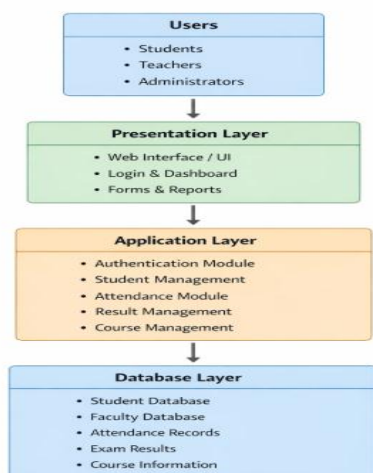 Users
• Students
• Teachers
• Administrators
Presentation Layer
• Web Interface / UI
• Login & Dashboard
• Forms & Reports
Application Layer
• Authentication Module
• Student Management
• Attendance Module
• Result Management
• Course Management
Database Layer
• Student Database
• Faculty Database
• Attendance Records
• Exam Results
• Course Information